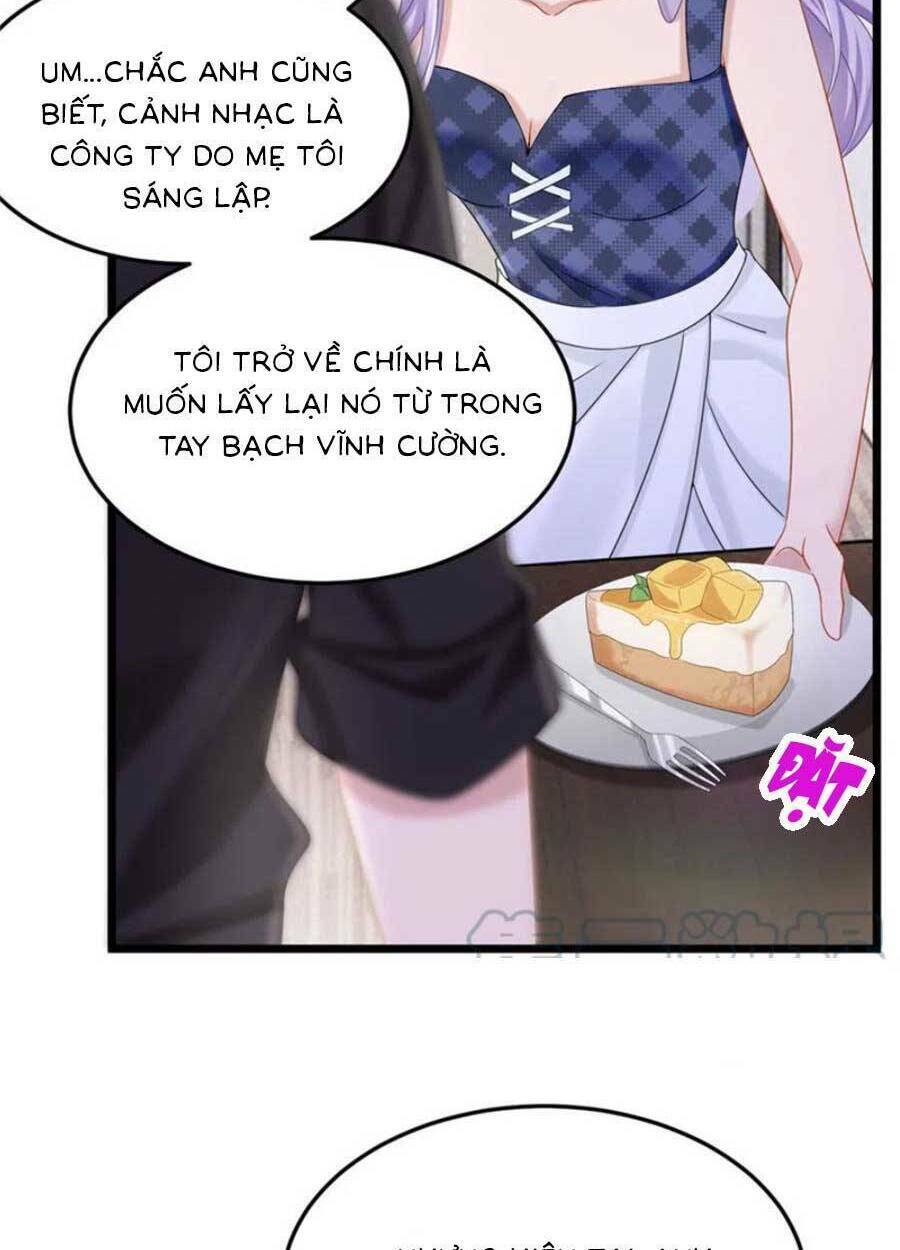 UM...CHẮC ANH CŨNG
BIẾT, CẢNH NHẠC LÀ
CÔNG TY DO MẸ TÔI
SÁNG LẬP.
TÔI TRỞ VỀ CHÍNH LÀ
MUỐN LẤY LẠI NÓ TỪ TRONG
TAY BẠCH VĨNH CƯỜNG.
ĐẶT